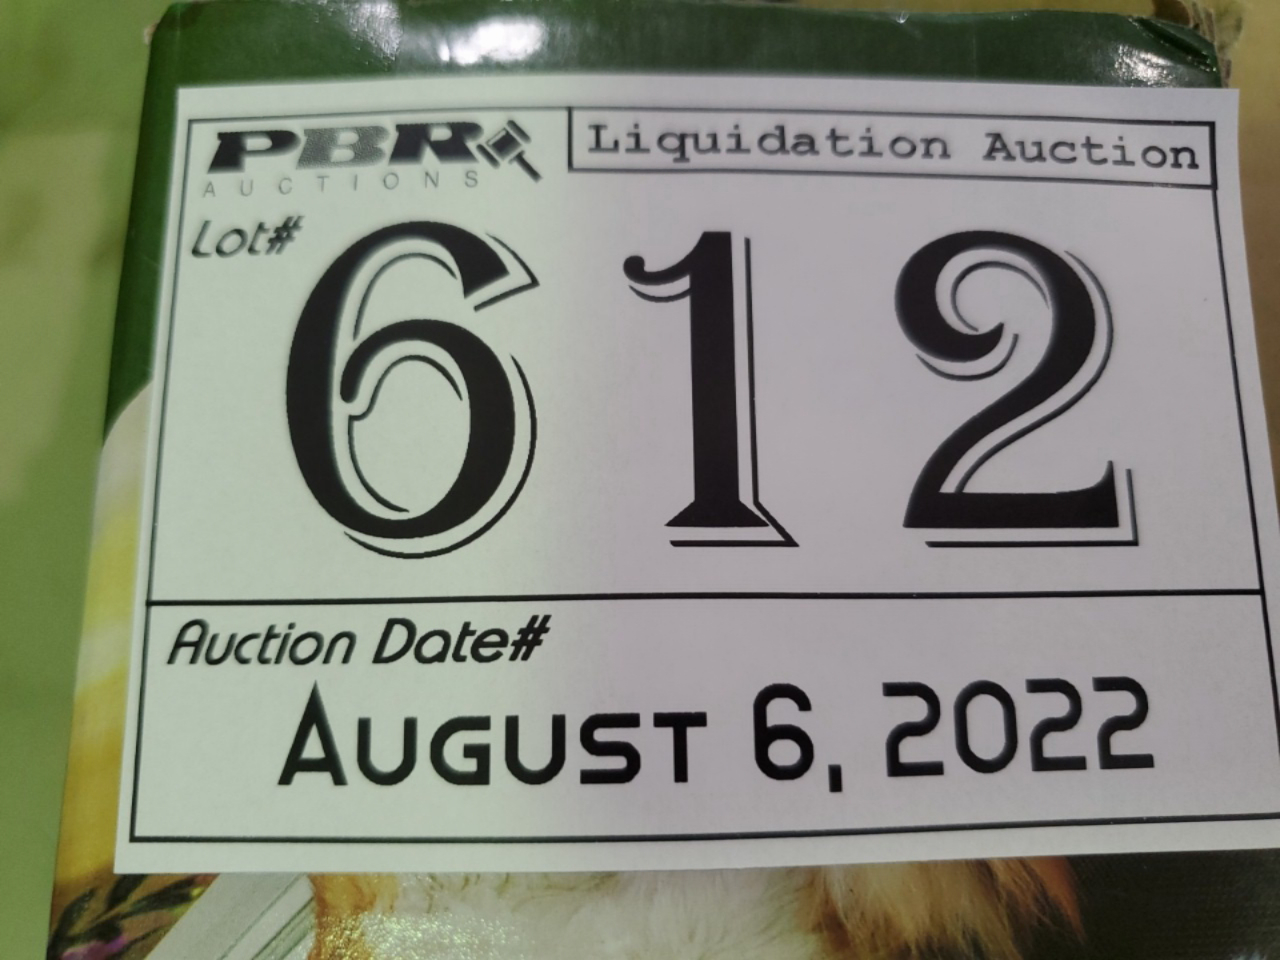 PBR
AUCTIONS
Liquidation Auction
Lot#
612
Auction Date#
AUGUST 6, 2022